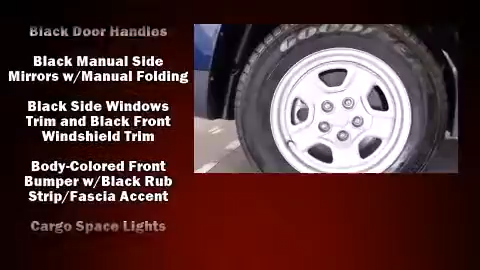 Black Door Handles
Black Manual Side
Mirrors w/Manual Folding
Black Side Windows
Trim and Black Front
Windshield Trim
Body-Colored Front
Bumper w/Black Rub
Strip/Fascia Accent
Cargo Space Lights
GOODYEAR